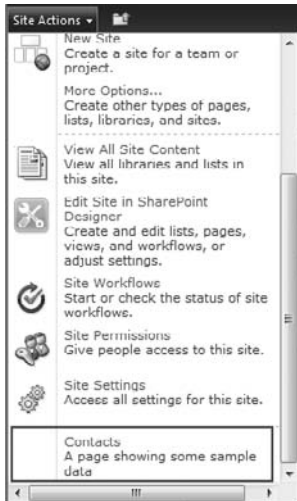 Site Actions
New Site
Create a site for a team or
project.
More Options...
Create other types of pages,
lists, libraries, and sites.
View All Site Content
View all libraries and lists in
this site.
Edit Site in SharePoint
Designer
Create and edit lists, pages,
views, and workflows, or
adjust settings.
Site Workflows
Start or check the status of site
workflows.
Site Permissions
Give people access to this site.
Site Settings
Access all settings for this site.
Contacts
A page showing some sample
data